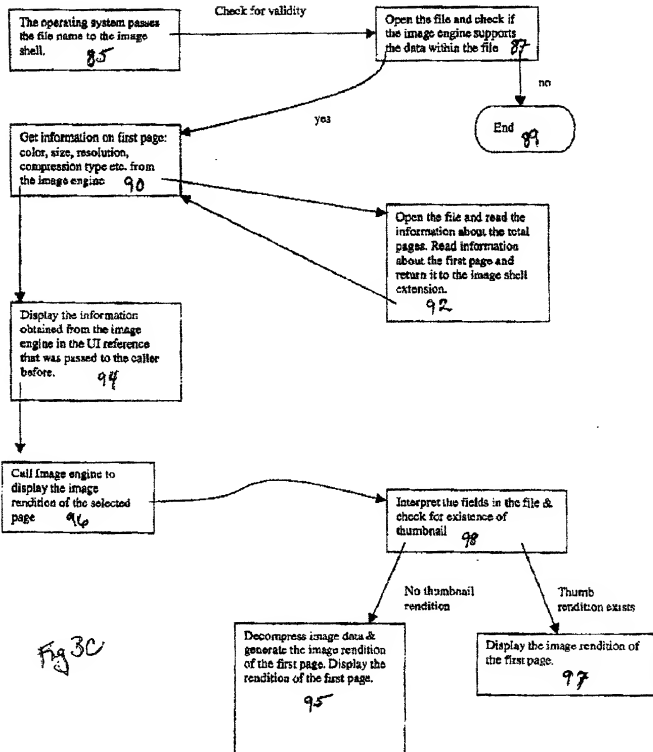 Check for validity
The operating system passes
the file name to the image
shell.
85
Open the file and check if
the image engine supports
the data within the file 87
no
End 89
yes
Get information on first page:
color, size, resolution,
compression type etc. from
the image engine 90
Open the file and read the
information about the total
pages. Read information
about the first page and
return it to the image shell
extension.
92
Display the information
obtained from the image
engine in the UI reference
that was passed to the caller
before. 94
Call Image engine to
display the image
rendition of the selected
page 96
Interpret the fields in the file &
check for existence of
thumbnail 98
No thumbnail
rendition
Thumb
rendition exists
Decompress image data &
generate the image rendition
of the first page. Display the
rendition of the first page.
95
Display the image rendition of
the first page.
97
Fig 3C